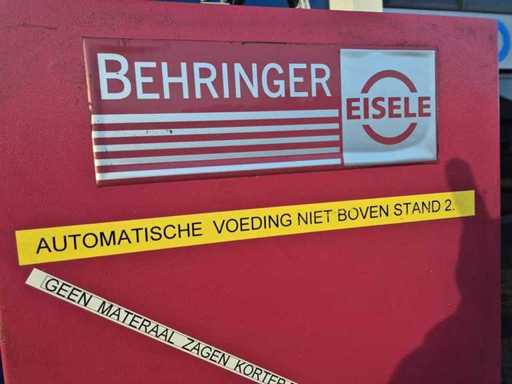 BEHRINGER
EISELE
AUTOMATISCHE VOEDING NIET BOVEN STAND 2.
GEEN MATERAAL ZAGEN KORTER